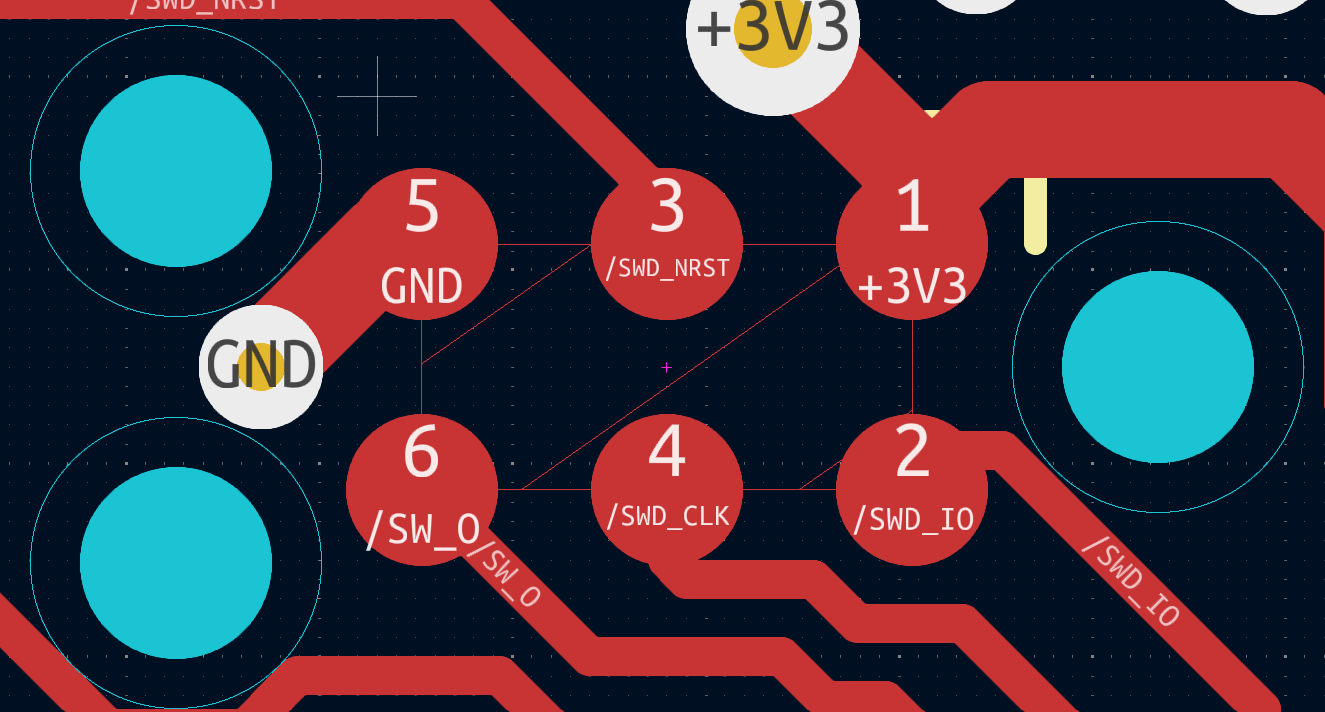 /SWD_NRST
+3V3
5
GND
3
/SWD_NRST
1
+3V3
GND
6
/SW_O
4
/SWD_CLK
2
/SWD_IO
/SW_O
/SWD_IO